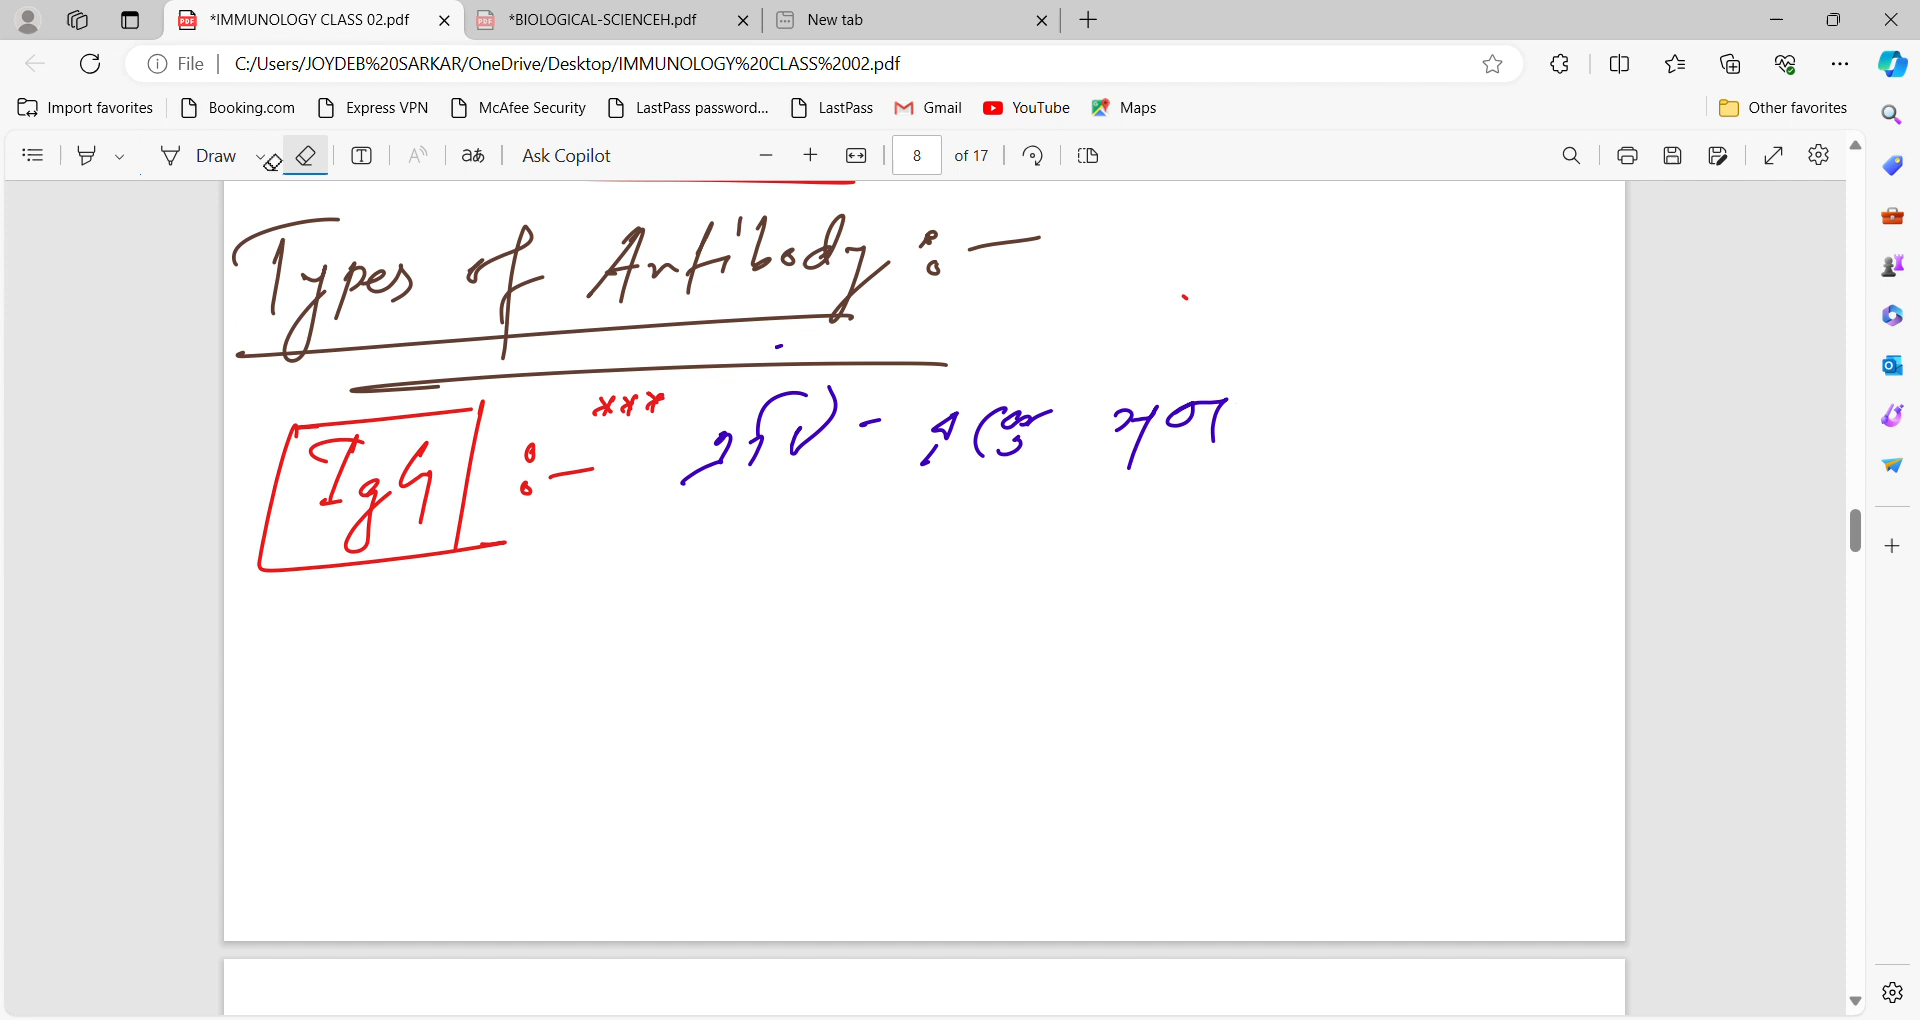 *IMMUNOLOGY CLASS 02.pdf
*BIOLOGICAL-SCIENCEH.pdf
New tab
File
C:/Users/JOYDEB%20SARKAR/OneDrive/Desktop/IMMUNOLOGY%20CLASS%2002.pdf
Import favorites
Booking.com
Express VPN
McAfee Security
LastPass password...
LastPass
Gmail
YouTube
Maps
Other favorites
Draw
Ask Copilot
8 of 17
Types of Antibody :-
IgG :- ***